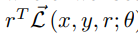 $r^T \vec{\mathcal{L}}(x, y, r; \theta)$